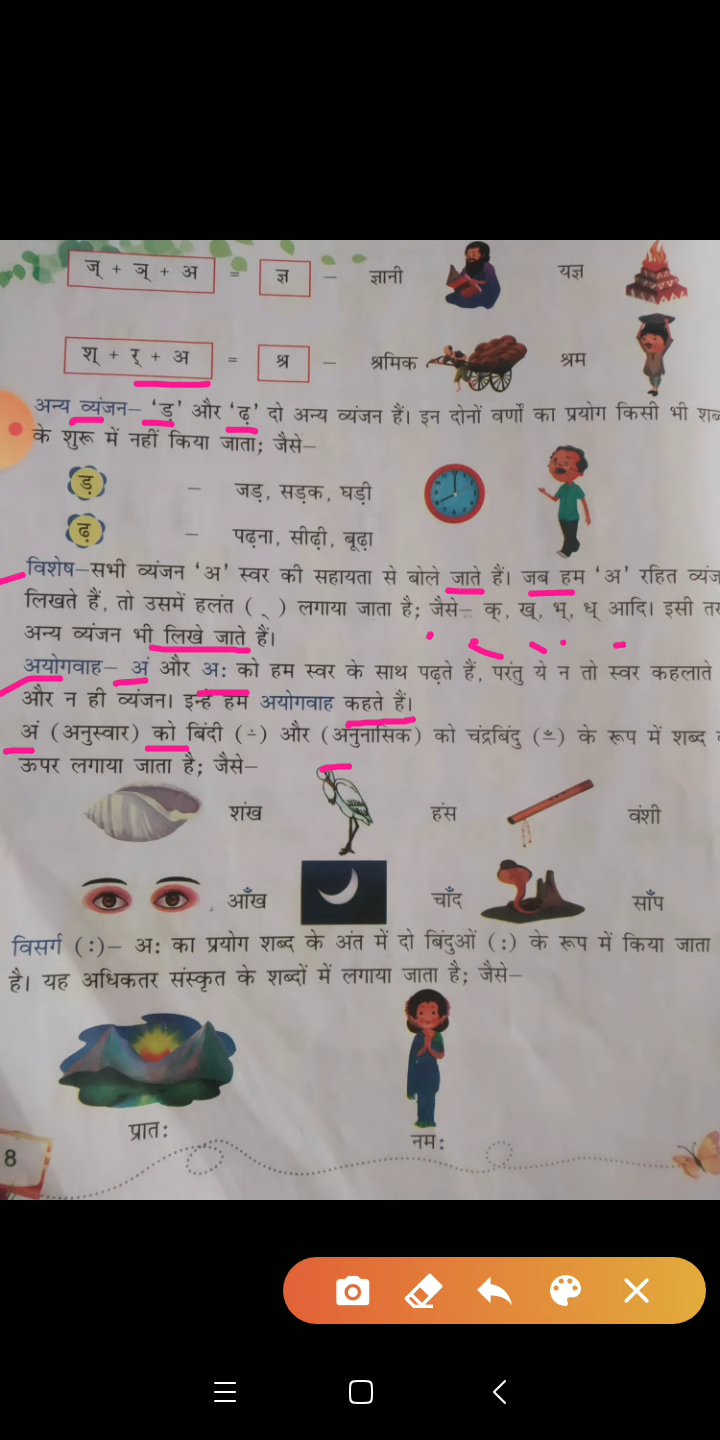 ज् + ञ् + अ = ज्ञ – ज्ञानी यज्ञ
श् + र् + अ = श्र – श्रमिक श्रम
अन्य व्यंजन– 'ड़' और 'ढ़' दो अन्य व्यंजन हैं। इन दोनों वर्णों का प्रयोग किसी भी
के शुरू में नहीं किया जाता; जैसे–
ड़ – जड़, सड़क, घड़ी
ढ़ – पढ़ना, सीढ़ी, बूढ़ा
विशेष–सभी व्यंजन 'अ' स्वर की सहायता से बोले जाते हैं। जब हम 'अ' रहित
लिखते हैं, तो उसमें हलंत ( ् ) लगाया जाता है; जैसे– क्, ख्, भ्, ध् आदि। इसी
अन्य व्यंजन भी लिखे जाते हैं।
अयोगवाह– अं और अः को हम स्वर के साथ पढ़ते हैं, परंतु ये न तो स्वर कहलाते
और न ही व्यंजन। इन्हें हम अयोगवाह कहते हैं।
अं (अनुस्वार) को बिंदी (ं) और (अनुनासिक) को चंद्रबिंदु (ँ) के रूप में शब्द
ऊपर लगाया जाता है; जैसे–
शंख हंस वंशी
आँख चाँद साँप
विसर्ग (:)– अः का प्रयोग शब्द के अंत में दो बिंदुओं (:) के रूप में किया जाता
है। यह अधिकतर संस्कृत के शब्दों में लगाया जाता है; जैसे–
प्रातः नमः
8